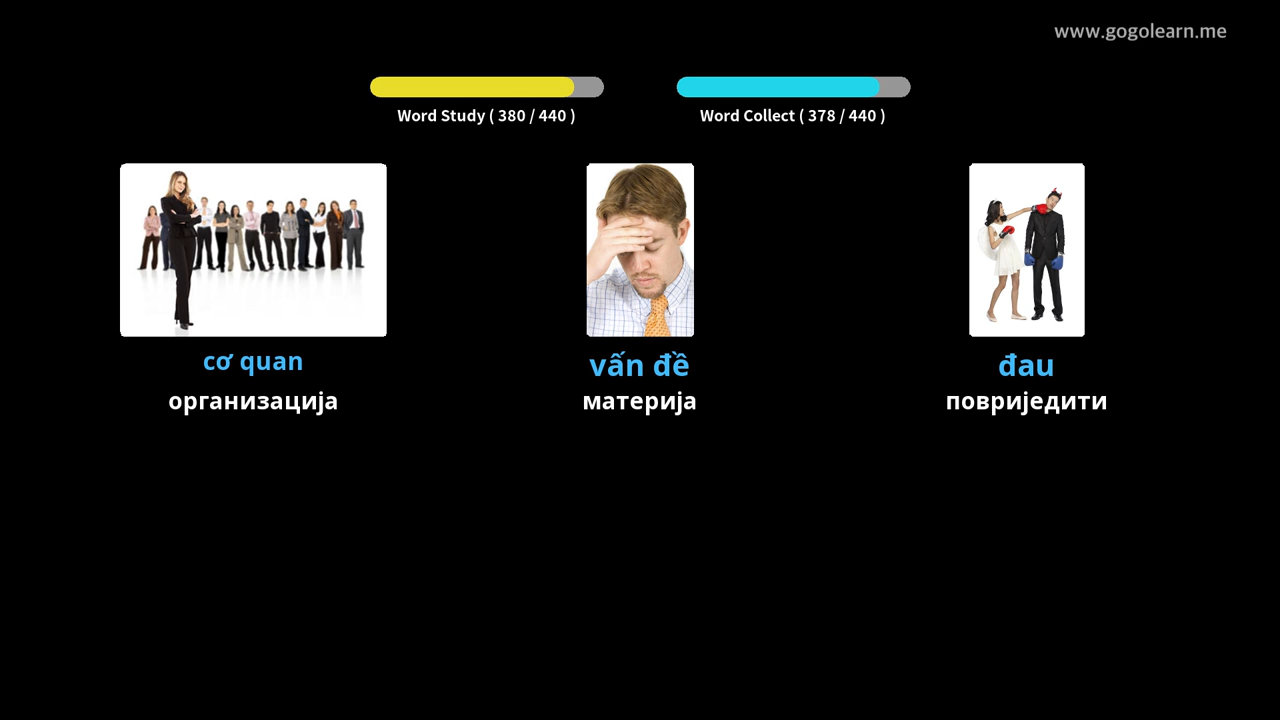 www.gogolearn.me
Word Study ( 380 / 440 )
Word Collect ( 378 / 440 )
cơ quan
vấn đề
đau
организација
материја
повриједити